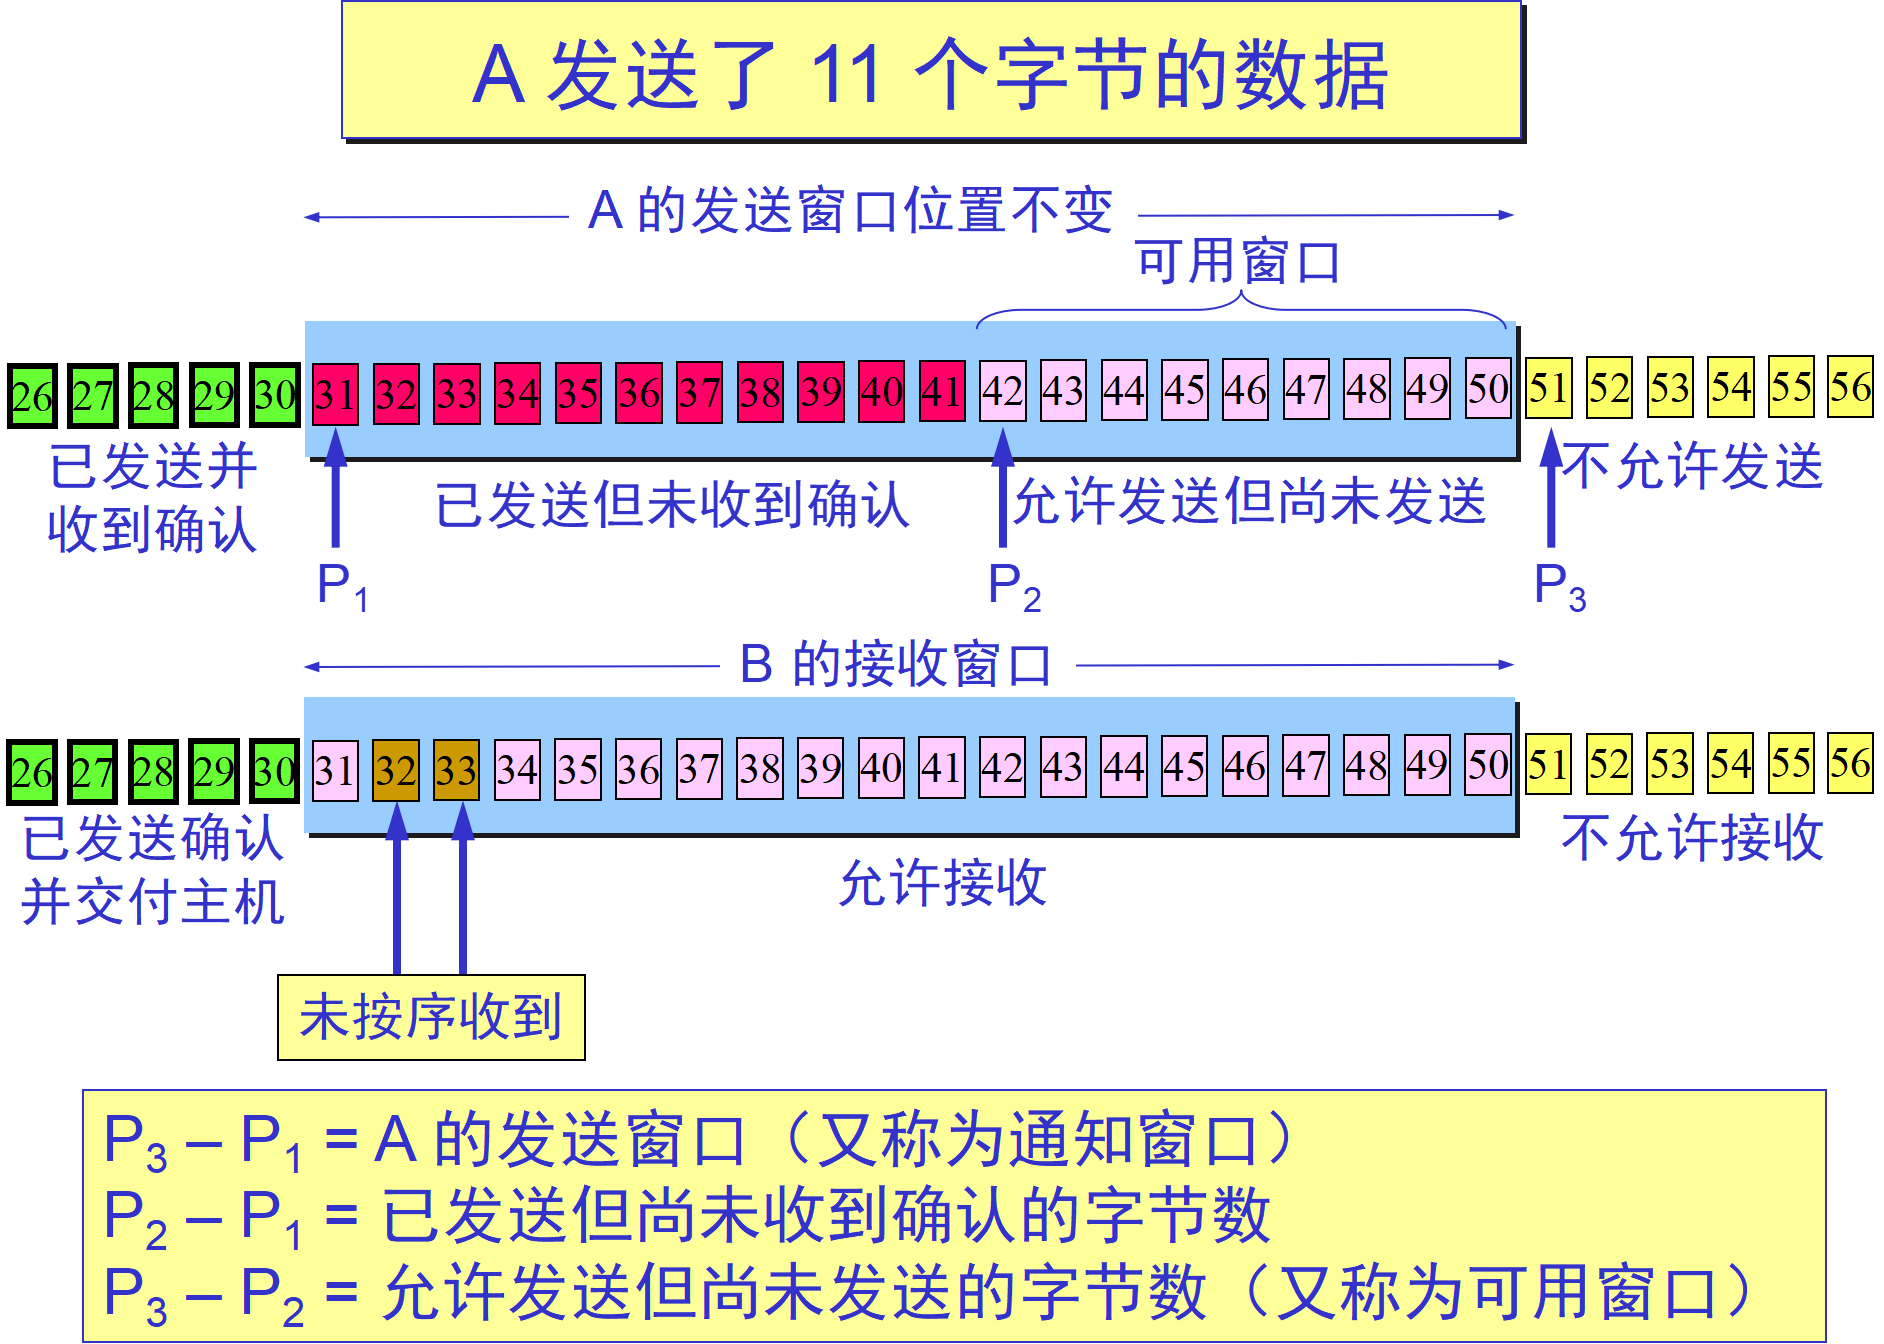 A 发送了 11 个字节的数据
A 的发送窗口位置不变
可用窗口
26 27 28 29 30 31 32 33 34 35 36 37 38 39 40 41 42 43 44 45 46 47 48 49 50 51 52 53 54 55 56
已发送并
收到确认
已发送但未收到确认
允许发送但尚未发送
不允许发送
P1
P2
P3
B 的接收窗口
26 27 28 29 30 31 32 33 34 35 36 37 38 39 40 41 42 43 44 45 46 47 48 49 50 51 52 53 54 55 56
已发送确认
并交付主机
允许接收
不允许接收
未按序收到
P3 – P1 = A 的发送窗口（又称为通知窗口）
P2 – P1 = 已发送但尚未收到确认的字节数
P3 – P2 = 允许发送但尚未发送的字节数（又称为可用窗口）